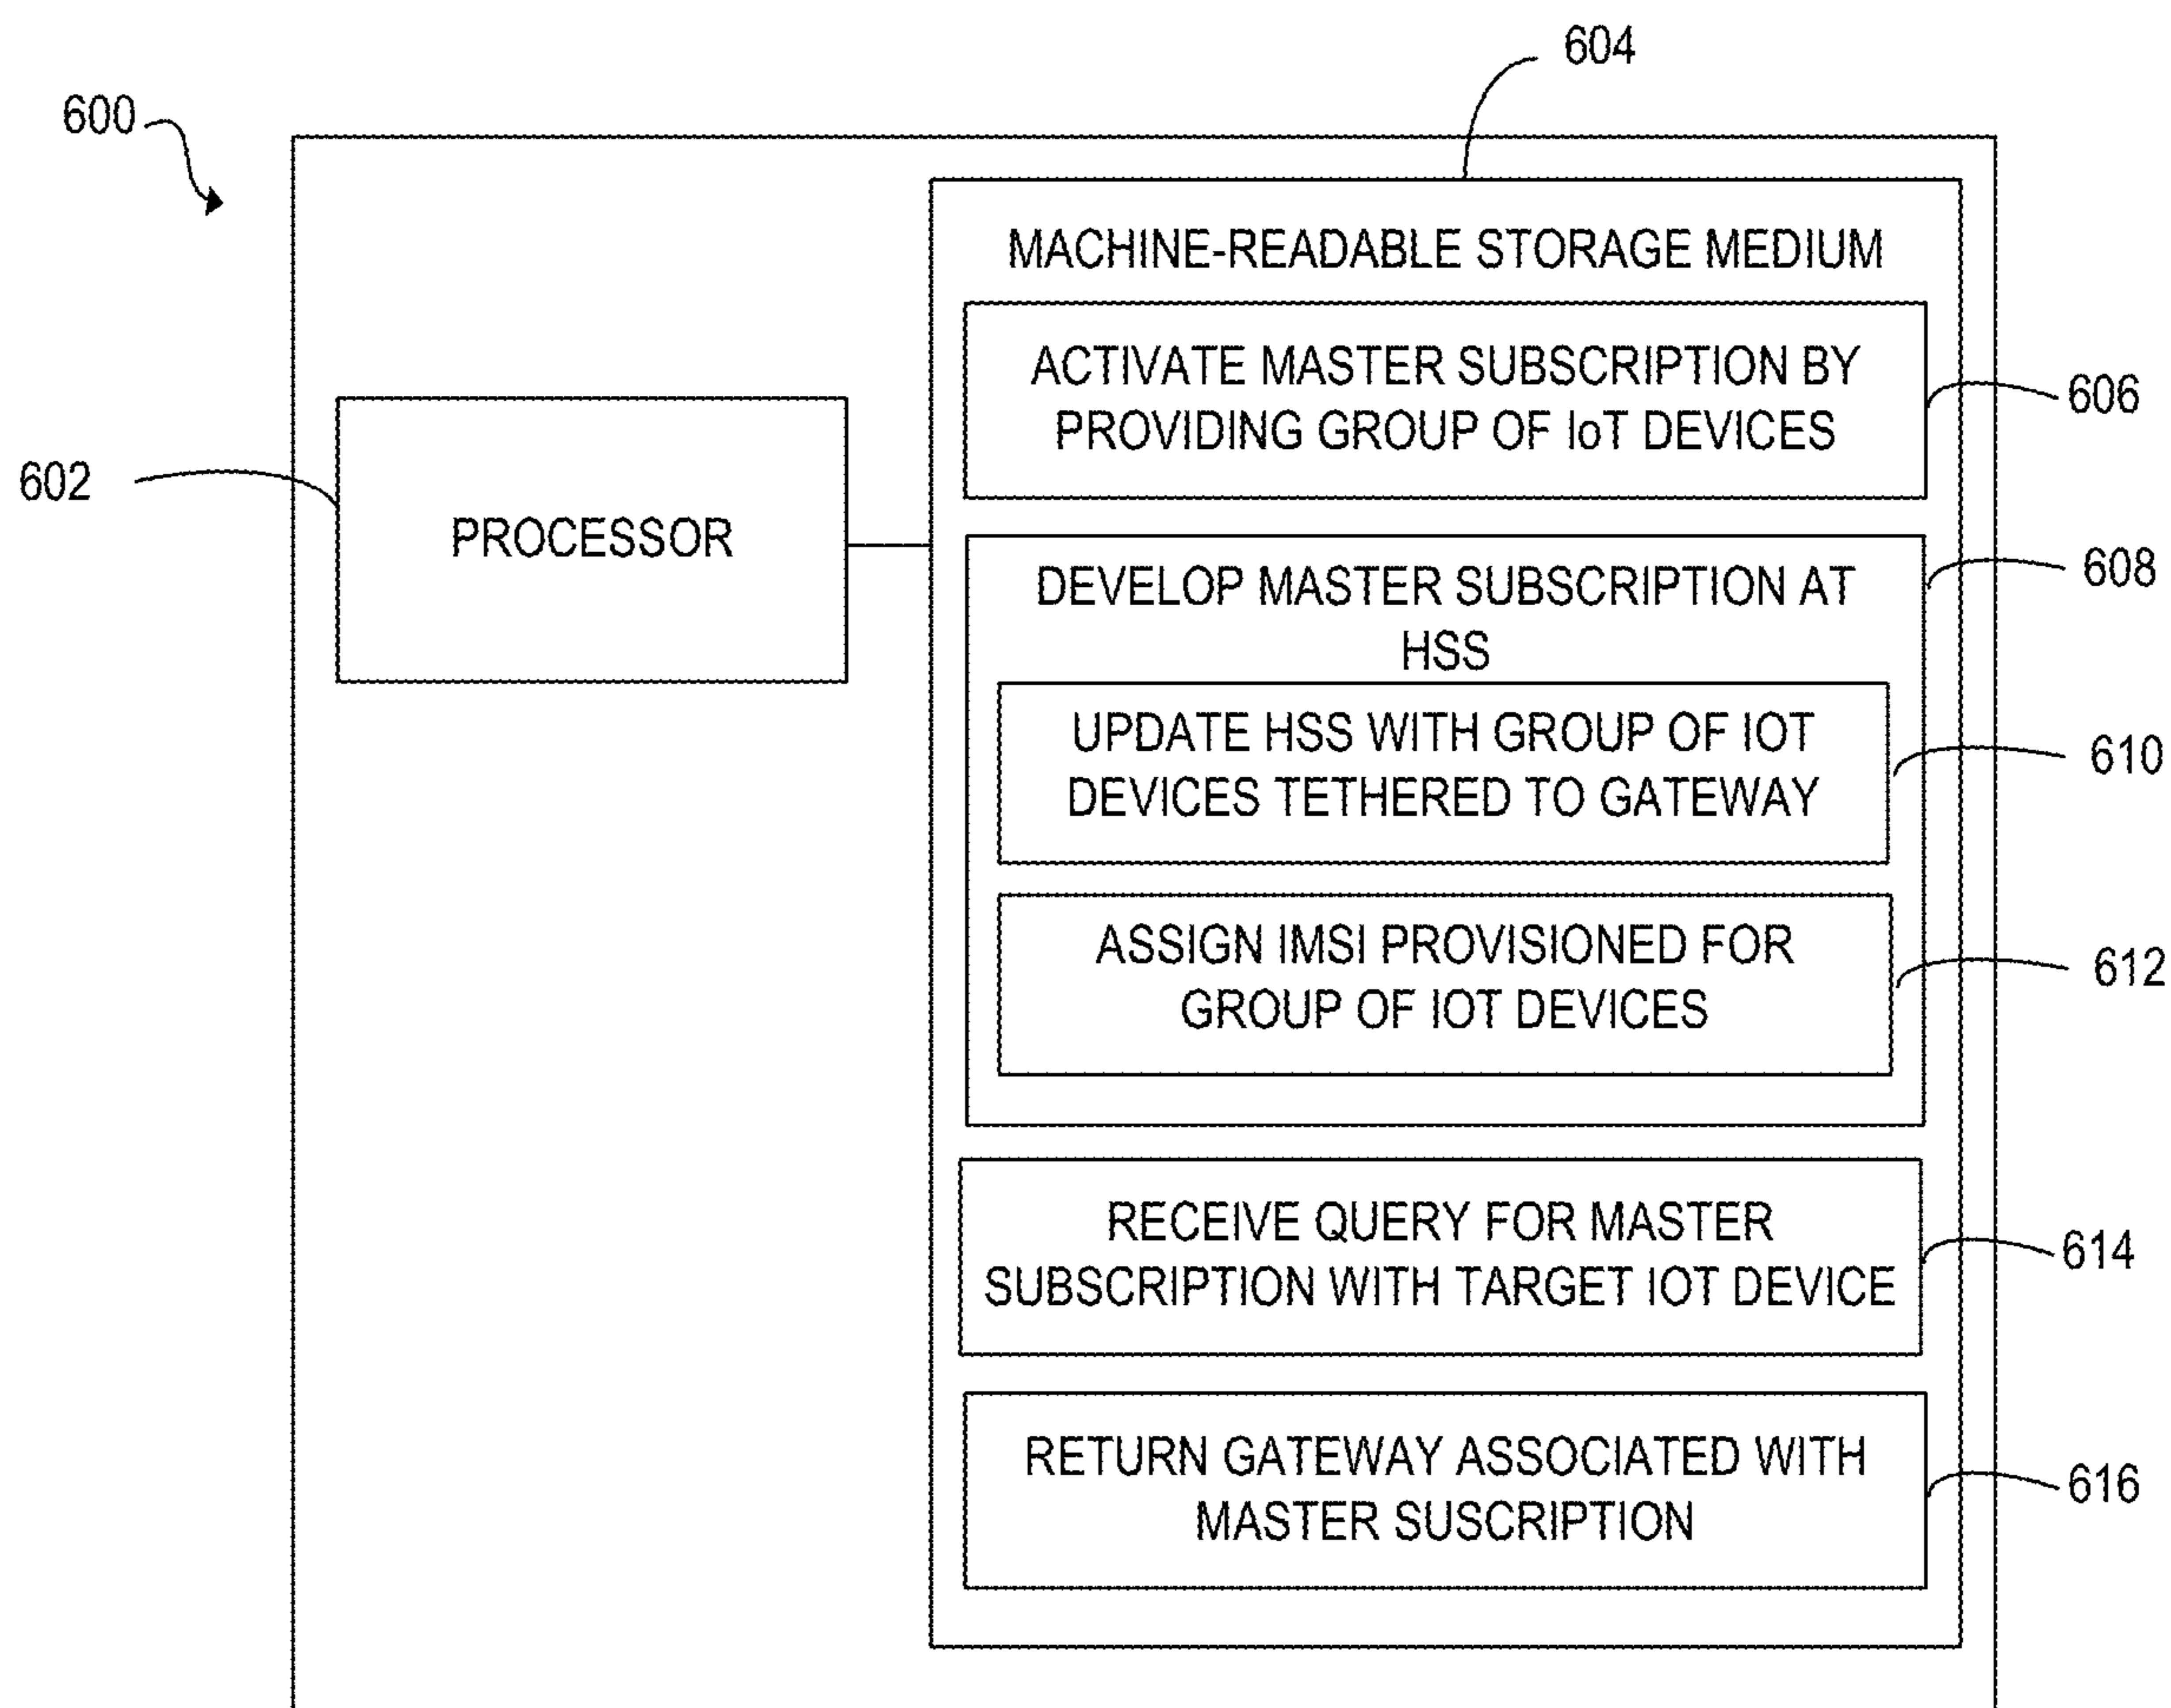 604
600
MACHINE-READABLE STORAGE MEDIUM
ACTIVATE MASTER SUBSCRIPTION BY
PROVIDING GROUP OF IoT DEVICES
606
602
PROCESSOR
DEVELOP MASTER SUBSCRIPTION AT
HSS
608
UPDATE HSS WITH GROUP OF IOT
DEVICES TETHERED TO GATEWAY
610
ASSIGN IMSI PROVISIONED FOR
GROUP OF IOT DEVICES
612
RECEIVE QUERY FOR MASTER
SUBSCRIPTION WITH TARGET IOT DEVICE
614
RETURN GATEWAY ASSOCIATED WITH
MASTER SUSCRIPTION
616